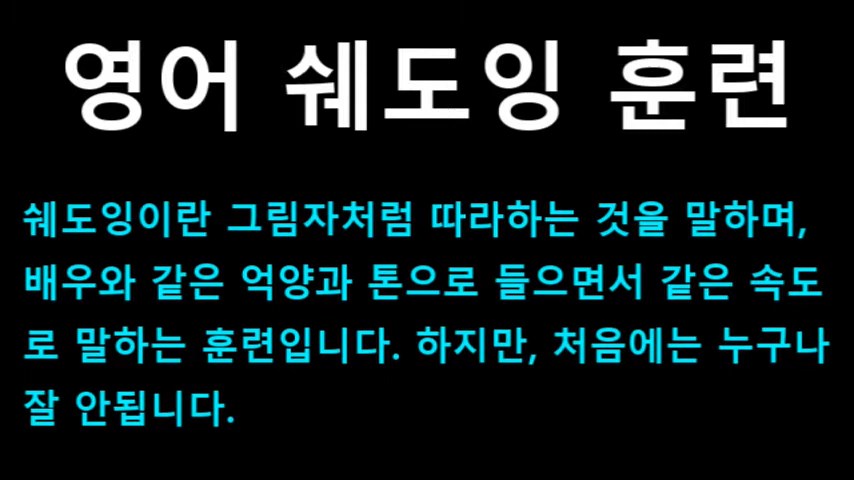 영어 쉐도잉 훈련
쉐도잉이란 그림자처럼 따라하는 것을 말하며,
배우와 같은 억양과 톤으로 들으면서 같은 속도
로 말하는 훈련입니다. 하지만, 처음에는 누구나
잘 안됩니다.